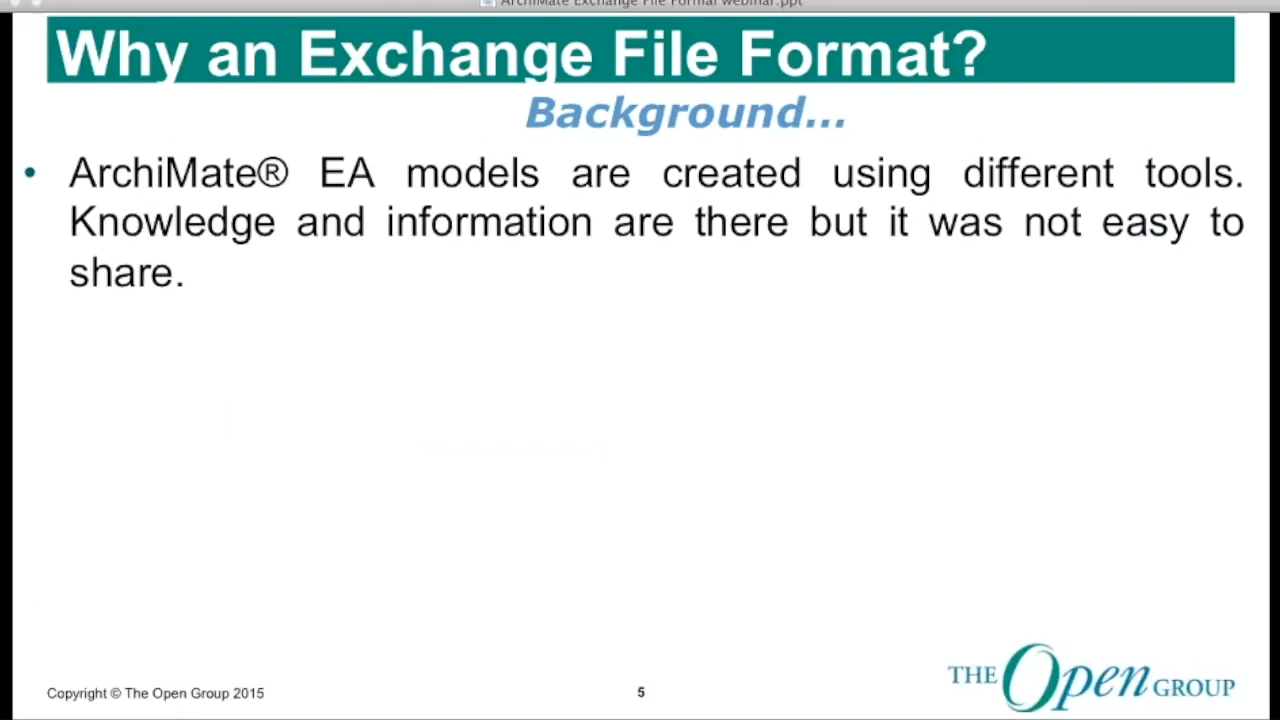 ArchiMate Exchange File Format webinar.ppt
Why an Exchange File Format?
Background...
• ArchiMate® EA models are created using different tools.
Knowledge and information are there but it was not easy to
share.
Copyright © The Open Group 2015
5
THE Open GROUP